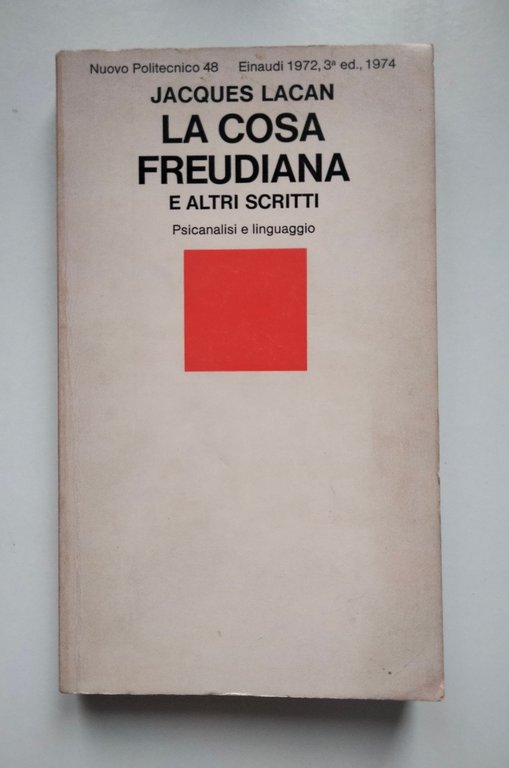 Nuovo Politecnico 48 Einaudi 1972, 3ª ed., 1974
JACQUES LACAN
LA COSA
FREUDIANA
E ALTRI SCRITTI
Psicanalisi e linguaggio